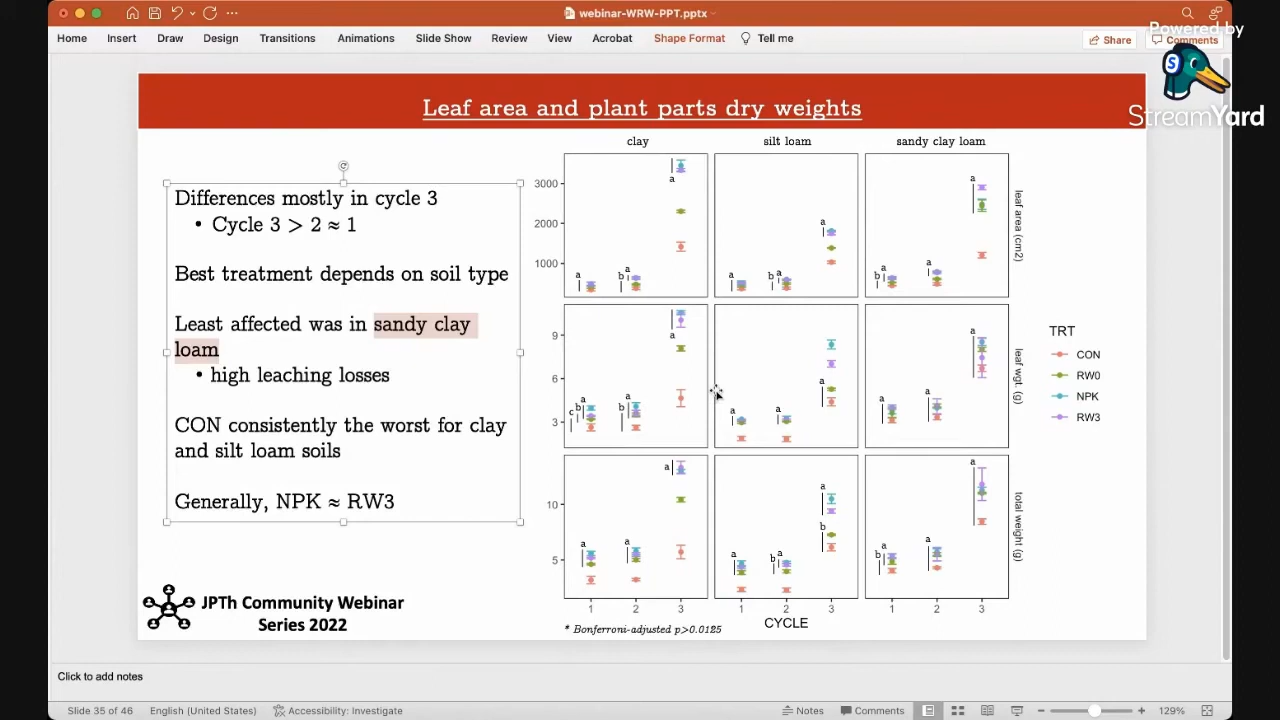 webinar-WRW-PPT.pptx
Powered by
Home Insert Draw Design Transitions Animations Slide Show Review View Acrobat Shape Format Tell me
Share Comments
StreamYard
Leaf area and plant parts dry weights
Differences mostly in cycle 3
• Cycle 3 > 2 ≈ 1
Best treatment depends on soil type
Least affected was in sandy clay
loam
• high leaching losses
CON consistently the worst for clay
and silt loam soils
Generally, NPK ≈ RW3
JPTh Community Webinar
Series 2022
clay silt loam sandy clay loam
3000
2000
1000
a b a a
a b a a
b a a a
leaf area (cm2)
9
6
3
c b a b a a
a a a
a a a
leaf wgt. (g)
10
5
a a a
a b a a b
b a a a
total weight (g)
1 2 3 1 2 3 1 2 3
CYCLE
* Bonferroni-adjusted p>0.0125
TRT
CON
RW0
NPK
RW3
Click to add notes
Slide 35 of 46 English (United States) Accessibility: Investigate Notes Comments 129%